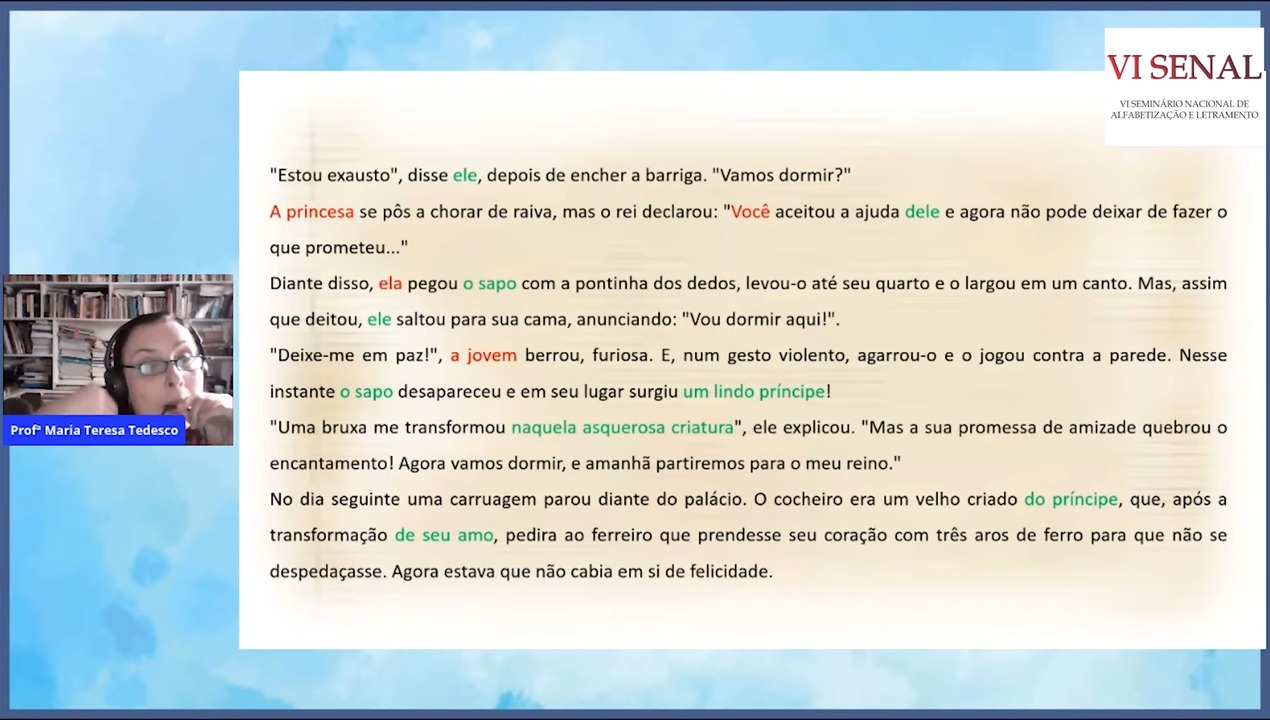 VI SENAL
VI SEMINÁRIO NACIONAL DE
ALFABETIZAÇÃO E LETRAMENTO
"Estou exausto", disse ele, depois de encher a barriga. "Vamos dormir?"
A princesa se pôs a chorar de raiva, mas o rei declarou: "Você aceitou a ajuda dele e agora não pode deixar de fazer o
que prometeu..."
Diante disso, ela pegou o sapo com a pontinha dos dedos, levou-o até seu quarto e o largou em um canto. Mas, assim
que deitou, ele saltou para sua cama, anunciando: "Vou dormir aqui!".
"Deixe-me em paz!", a jovem berrou, furiosa. E, num gesto violento, agarrou-o e o jogou contra a parede. Nesse
instante o sapo desapareceu e em seu lugar surgiu um lindo príncipe!
"Uma bruxa me transformou naquela asquerosa criatura", ele explicou. "Mas a sua promessa de amizade quebrou o
encantamento! Agora vamos dormir, e amanhã partiremos para o meu reino."
No dia seguinte uma carruagem parou diante do palácio. O cocheiro era um velho criado do príncipe, que, após a
transformação de seu amo, pedira ao ferreiro que prendesse seu coração com três aros de ferro para que não se
despedaçasse. Agora estava que não cabia em si de felicidade.
Profª Maria Teresa Tedesco